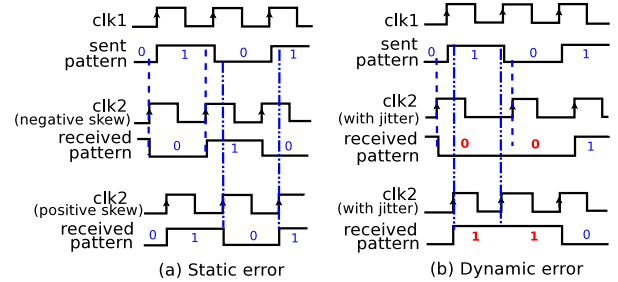 clk1
sent pattern 0 1 0 1
clk2 (negative skew)
received pattern 0 1 0
clk2 (positive skew)
received pattern 0 1 0 1
(a) Static error
clk1
sent pattern 0 1 0 1
clk2 (with jitter)
received pattern 0 0 1
clk2 (with jitter)
received pattern 1 1 0
(b) Dynamic error